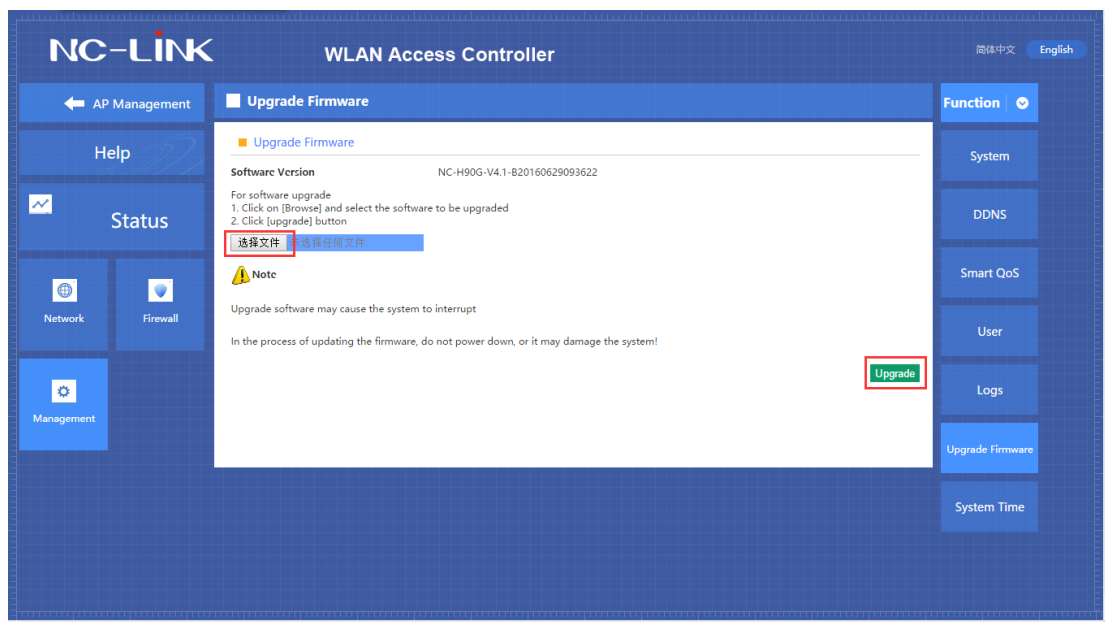 NC-LINK
WLAN Access Controller
简体中文
English
AP Management
Upgrade Firmware
Function
Help
Upgrade Firmware
Software Version NC-H90G-V4.1-B20160629093622
For software upgrade
1. Click on [Browse] and select the software to be upgraded
2. Click [upgrade] button
选择文件 未选择任何文件
Note
Upgrade software may cause the system to interrupt
In the process of updating the firmware, do not power down, or it may damage the system!
Upgrade
Status
Network
Firewall
Management
System
DDNS
Smart QoS
User
Logs
Upgrade Firmware
System Time